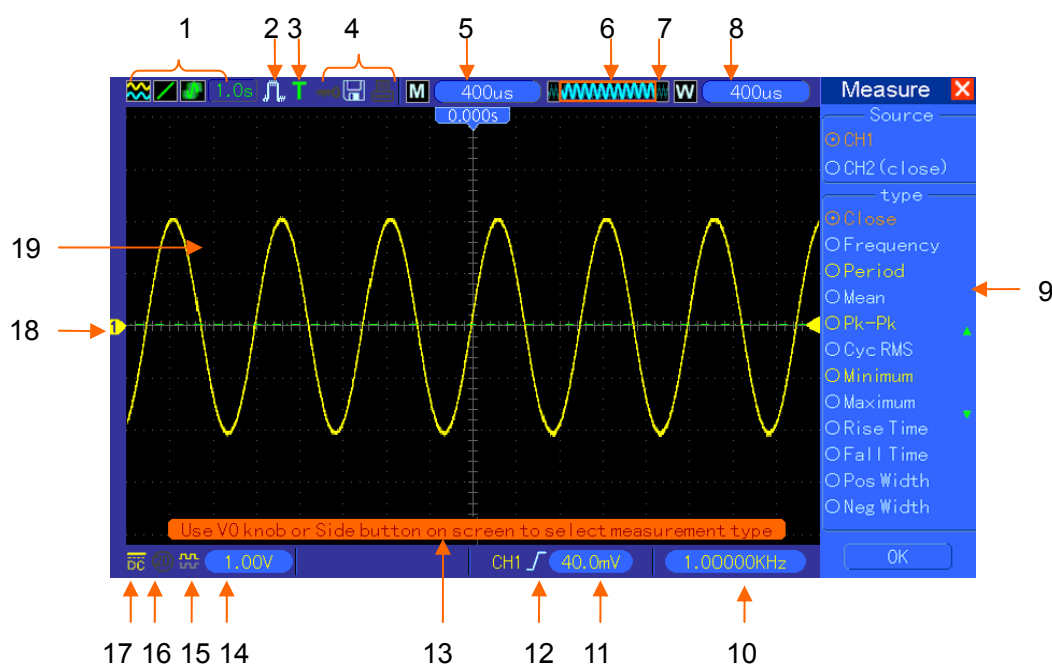 1 2 3 4 5 6 7 8
1.0s T M 400us W 400us Measure
0.000s
Source
CH1
CH2(close)
type
Close
Frequency
Period
Mean
Pk-Pk
Cyc RMS
Minimum
Maximum
Rise Time
Fall Time
Pos Width
Neg Width
OK
19
18
1
9
Use V0 knob or Side button on screen to select measurement type
DC 1.00V CH1 40.0mV 1.00000KHz
17 16 15 14 13 12 11 10